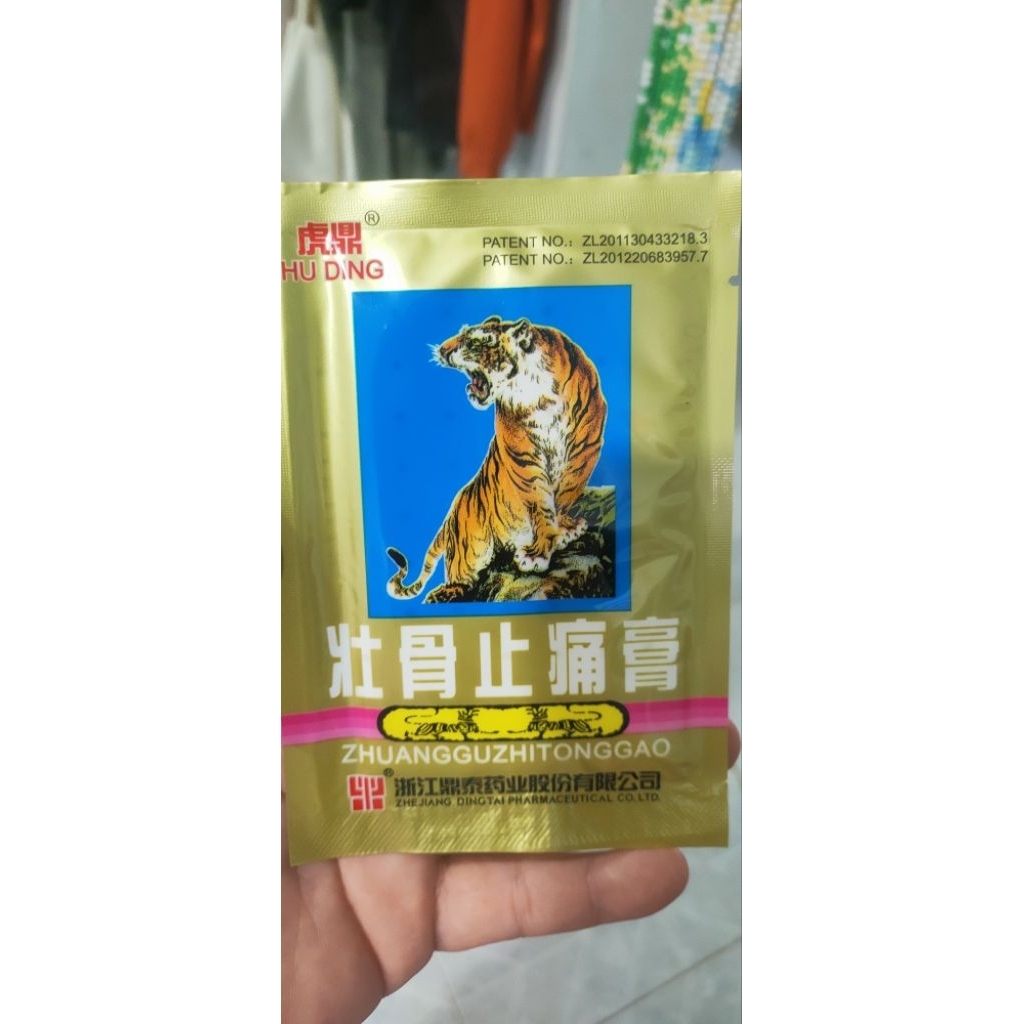 虎鼎®
HU DING
PATENT NO.: ZL201130433218.3
PATENT NO.: ZL201220683957.7
壮骨止痛膏
ZHUANGGUZHITONGGAO
®浙江鼎泰药业股份有限公司
ZHEJIANG DINGTAI PHARMACEUTICAL CO.LTD.